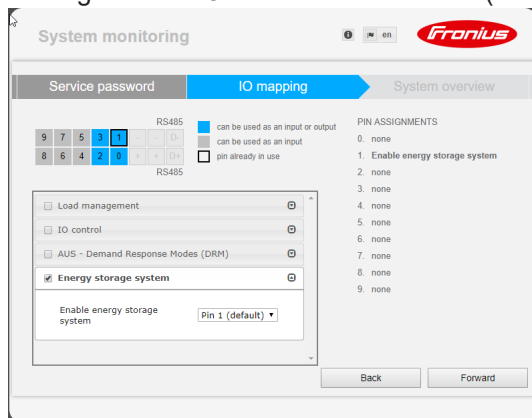 System monitoring
en
Fronius
Service password
IO mapping
System overview
RS485
9 7 5 3 1 - - D-
8 6 4 2 0 + + D+
RS485
can be used as an input or output
can be used as an input
pin already in use
PIN ASSIGNMENTS
0. none
1. Enable energy storage system
2. none
3. none
4. none
5. none
6. none
7. none
8. none
9. none
Load management
IO control
AUS - Demand Response Modes (DRM)
Energy storage system
Enable energy storage
system
Pin 1 (default)
Back
Forward